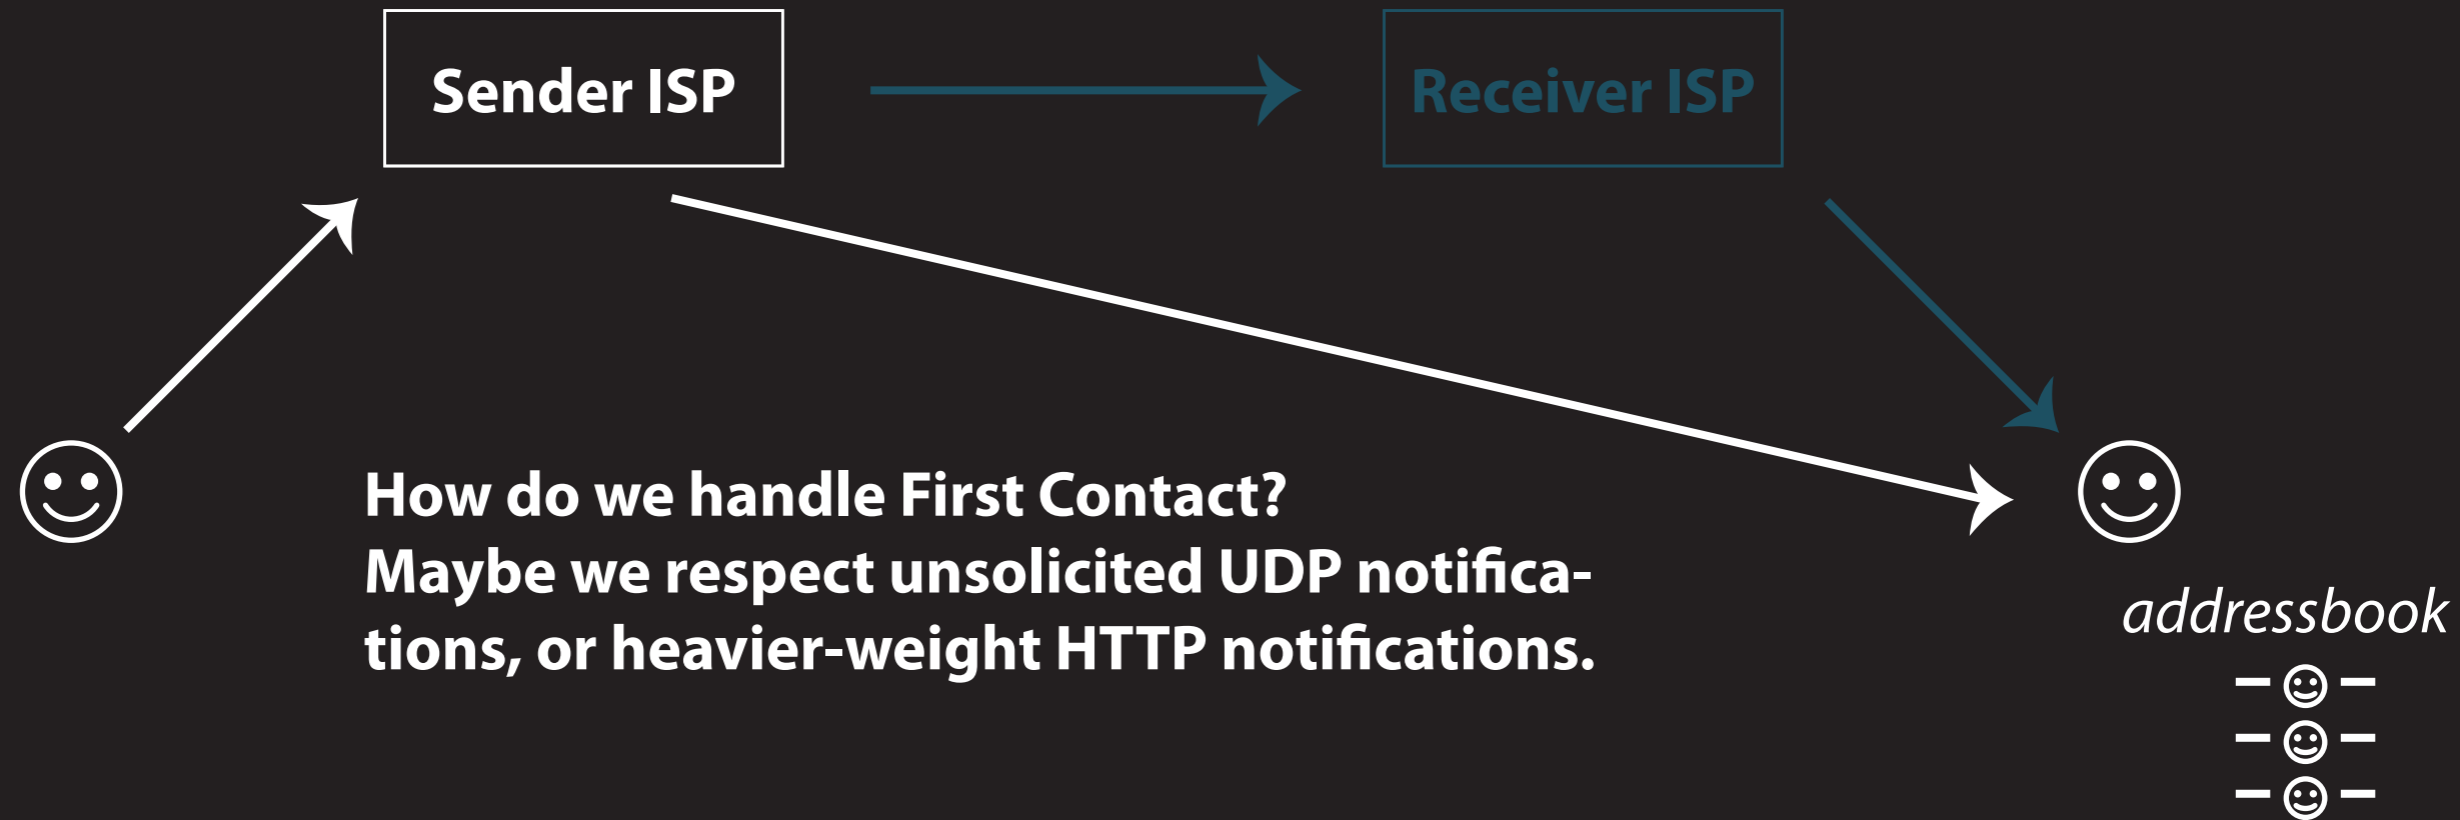 Sender ISP
Receiver ISP
How do we handle First Contact?
Maybe we respect unsolicited UDP notifica-
tions, or heavier-weight HTTP notifications.
addressbook